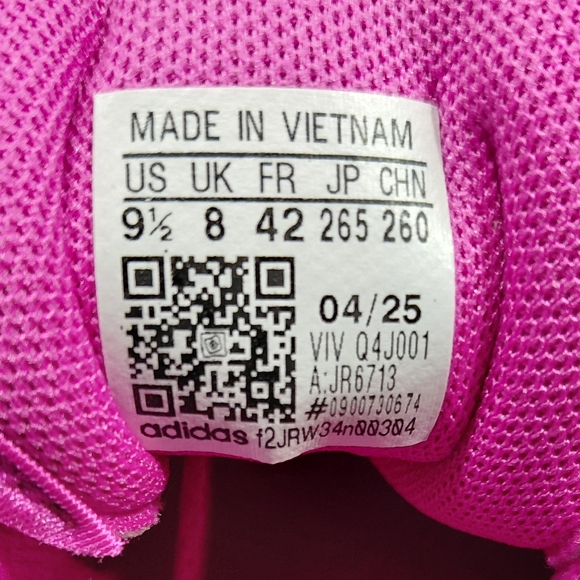 MADE IN VIETNAM
US UK FR JP CHN
9½ 8 42 265 260
04/25
VIV Q4J001
A:JR6713
#0900730674
adidas f2JRW34n00304